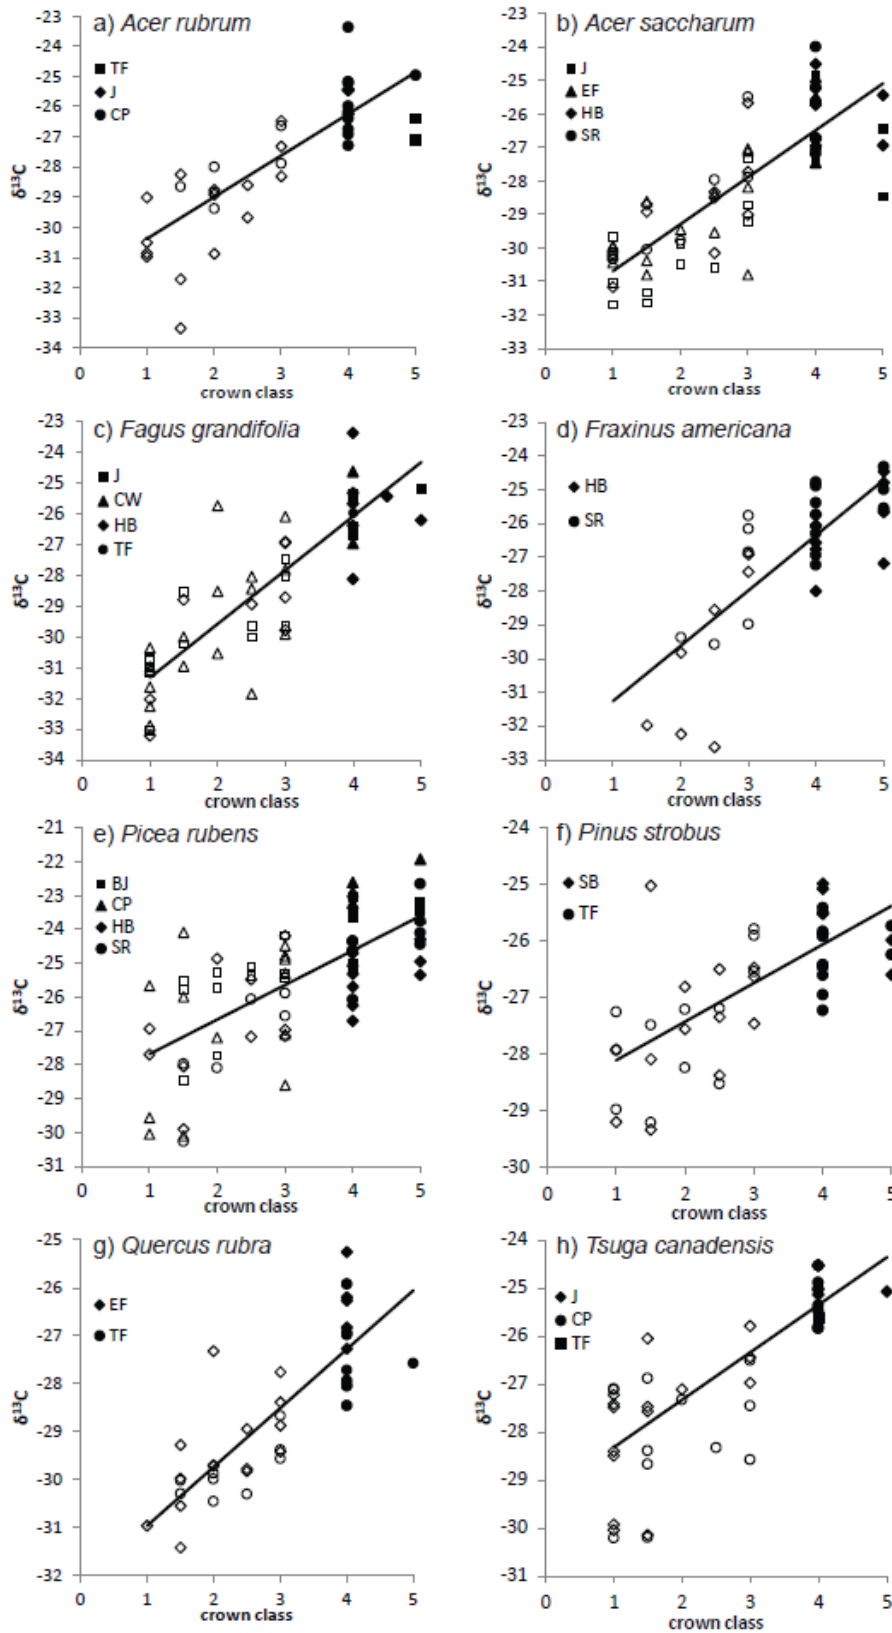 a) Acer rubrum
-23
-24
-25
-26
-27
-28
-29
-30
-31
-32
-33
-34
δ¹³C
TF
J
CP
0 1 2 3 4 5
crown class
b) Acer saccharum
-23
-24
-25
-26
-27
-28
-29
-30
-31
-32
-33
δ¹³C
J
EF
HB
SR
0 1 2 3 4 5
crown class
c) Fagus grandifolia
-23
-24
-25
-26
-27
-28
-29
-30
-31
-32
-33
-34
δ¹³C
J
CW
HB
TF
0 1 2 3 4 5
crown class
d) Fraxinus americana
-23
-24
-25
-26
-27
-28
-29
-30
-31
-32
-33
δ¹³C
HB
SR
0 1 2 3 4 5
crown class
e) Picea rubens
-21
-22
-23
-24
-25
-26
-27
-28
-29
-30
-31
δ¹³C
BJ
CP
HB
SR
0 1 2 3 4 5
crown class
f) Pinus strobus
-24
-25
-26
-27
-28
-29
-30
δ¹³C
SB
TF
0 1 2 3 4 5
crown class
g) Quercus rubra
-25
-26
-27
-28
-29
-30
-31
-32
δ¹³C
EF
TF
0 1 2 3 4 5
crown class
h) Tsuga canadensis
-24
-25
-26
-27
-28
-29
-30
-31
δ¹³C
J
CP
TF
0 1 2 3 4 5
crown class